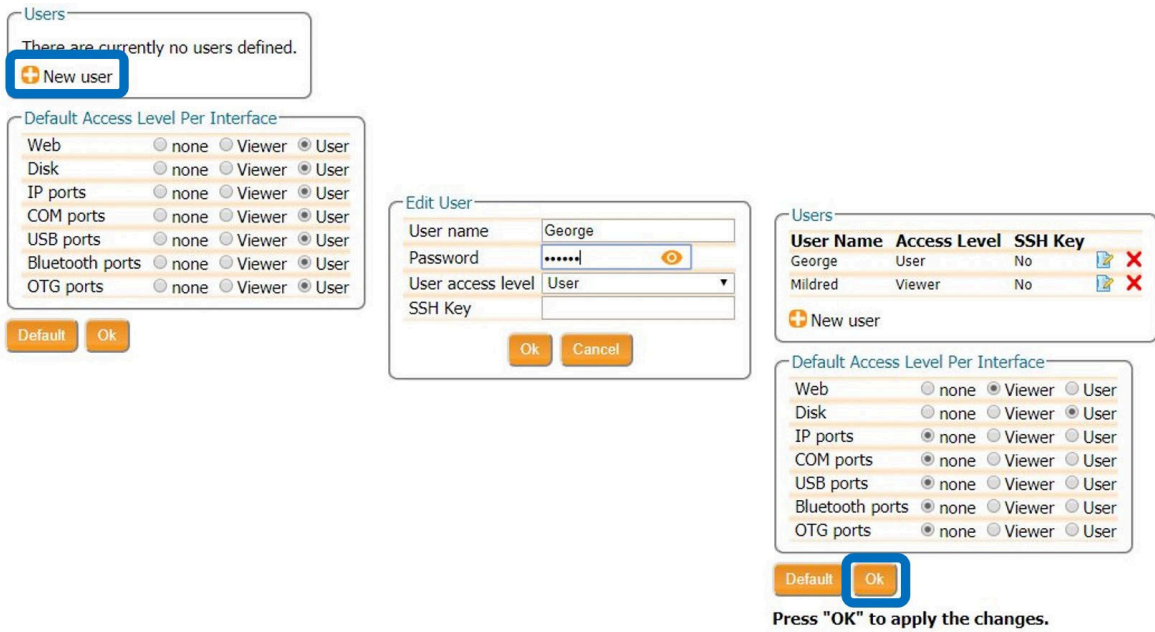 Users
There are currently no users defined.
New user
Default Access Level Per Interface
Web none Viewer User
Disk none Viewer User
IP ports none Viewer User
COM ports none Viewer User
USB ports none Viewer User
Bluetooth ports none Viewer User
OTG ports none Viewer User
Default Ok
Edit User
User name George
Password ••••••
User access level User
SSH Key
Ok Cancel
Users
User Name Access Level SSH Key
George User No
Mildred Viewer No
New user
Default Access Level Per Interface
Web none Viewer User
Disk none Viewer User
IP ports none Viewer User
COM ports none Viewer User
USB ports none Viewer User
Bluetooth ports none Viewer User
OTG ports none Viewer User
Default Ok
Press "OK" to apply the changes.